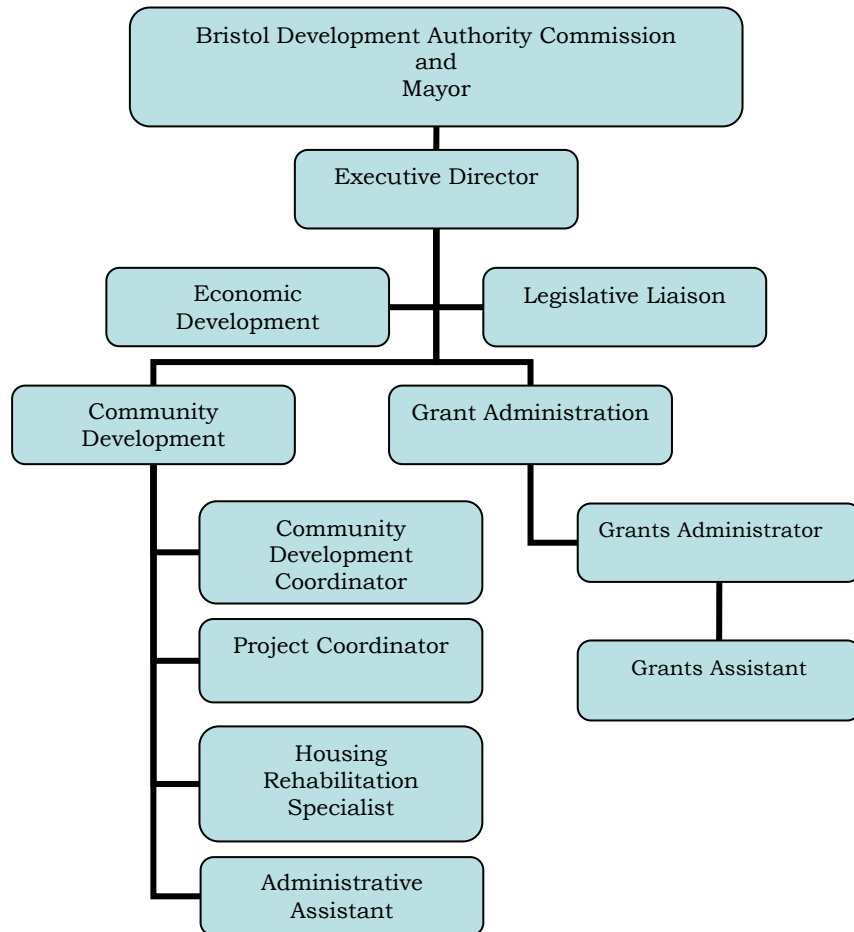 Bristol Development Authority Commission
and
Mayor
Executive Director
Economic
Development
Legislative Liaison
Community
Development
Grant Administration
Community
Development
Coordinator
Grants Administrator
Project Coordinator
Grants Assistant
Housing
Rehabilitation
Specialist
Administrative
Assistant